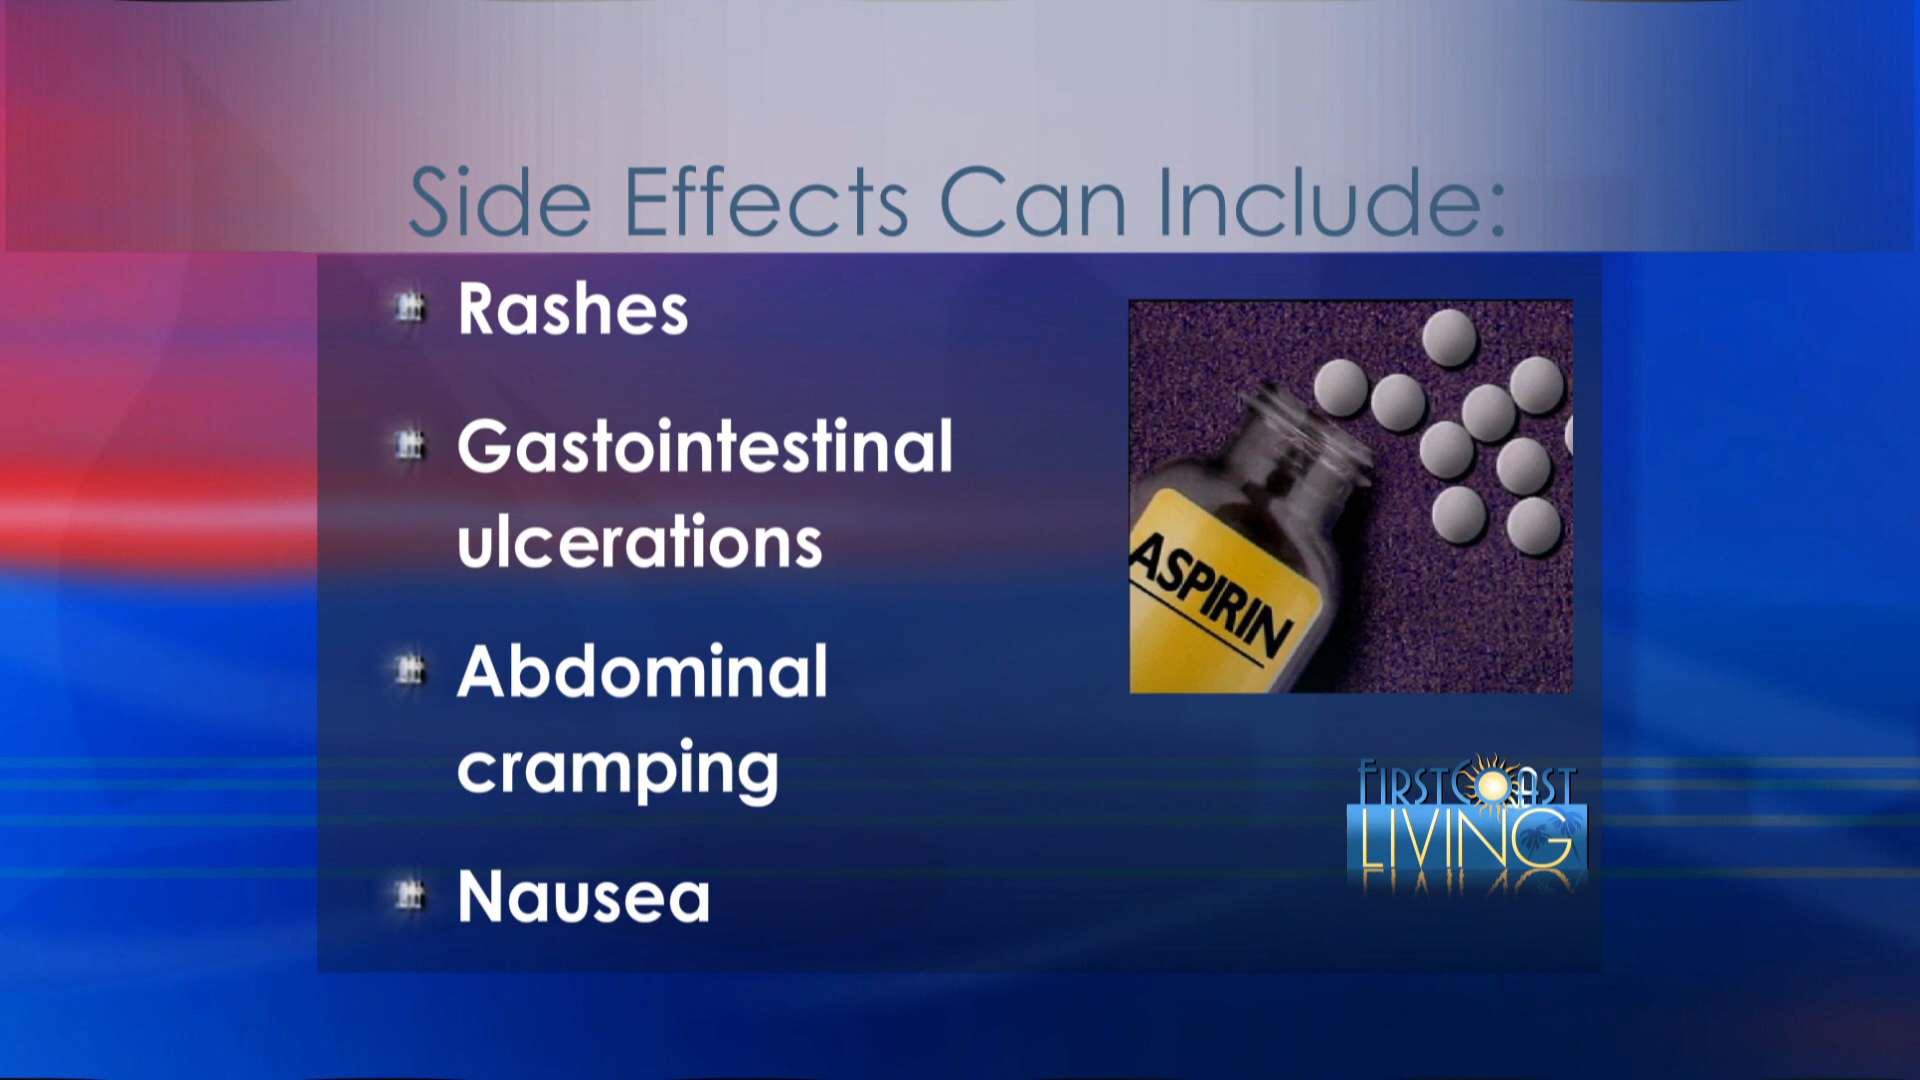 Side Effects Can Include:
Rashes
Gastointestinal
ulcerations
Abdominal
cramping
Nausea
ASPIRIN
FIRST COAST
LIVING